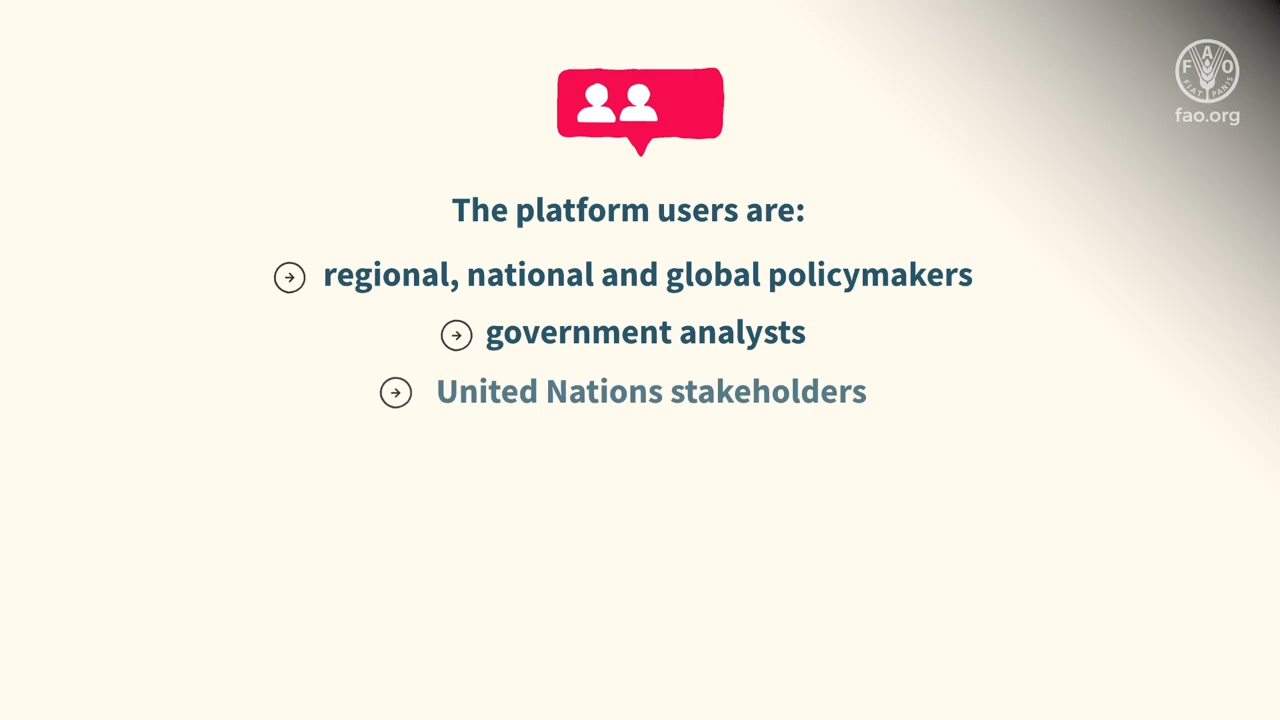 FAO
FIAT PANIS
fao.org
The platform users are:
regional, national and global policymakers
government analysts
United Nations stakeholders